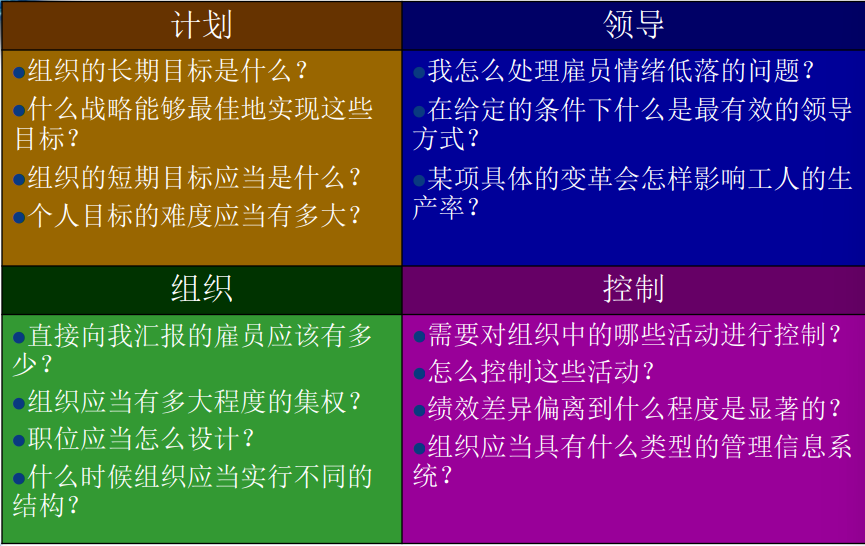 计划
●组织的长期目标是什么？
●什么战略能够最佳地实现这些
目标？
●组织的短期目标应当是什么？
●个人目标的难度应当有多大？
领导
●我怎么处理雇员情绪低落的问题？
●在给定的条件下什么是最有效的领导
方式？
●某项具体的变革会怎样影响工人的生
产率？
组织
●直接向我汇报的雇员应该有多
少？
●组织应当有多大程度的集权？
●职位应当怎么设计？
●什么时候组织应当实行不同的
结构？
控制
●需要对组织中的哪些活动进行控制？
●怎么控制这些活动？
●绩效差异偏离到什么程度是显著的？
●组织应当具有什么类型的管理信息系
统？